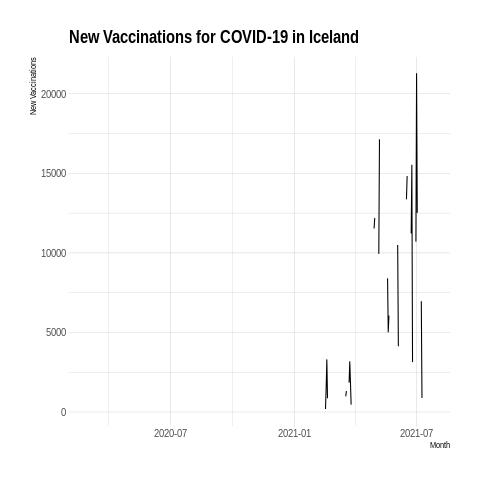 New Vaccinations for COVID-19 in Iceland
New Vaccinations
20000
15000
10000
5000
0
2020-07
2021-01
2021-07
Month